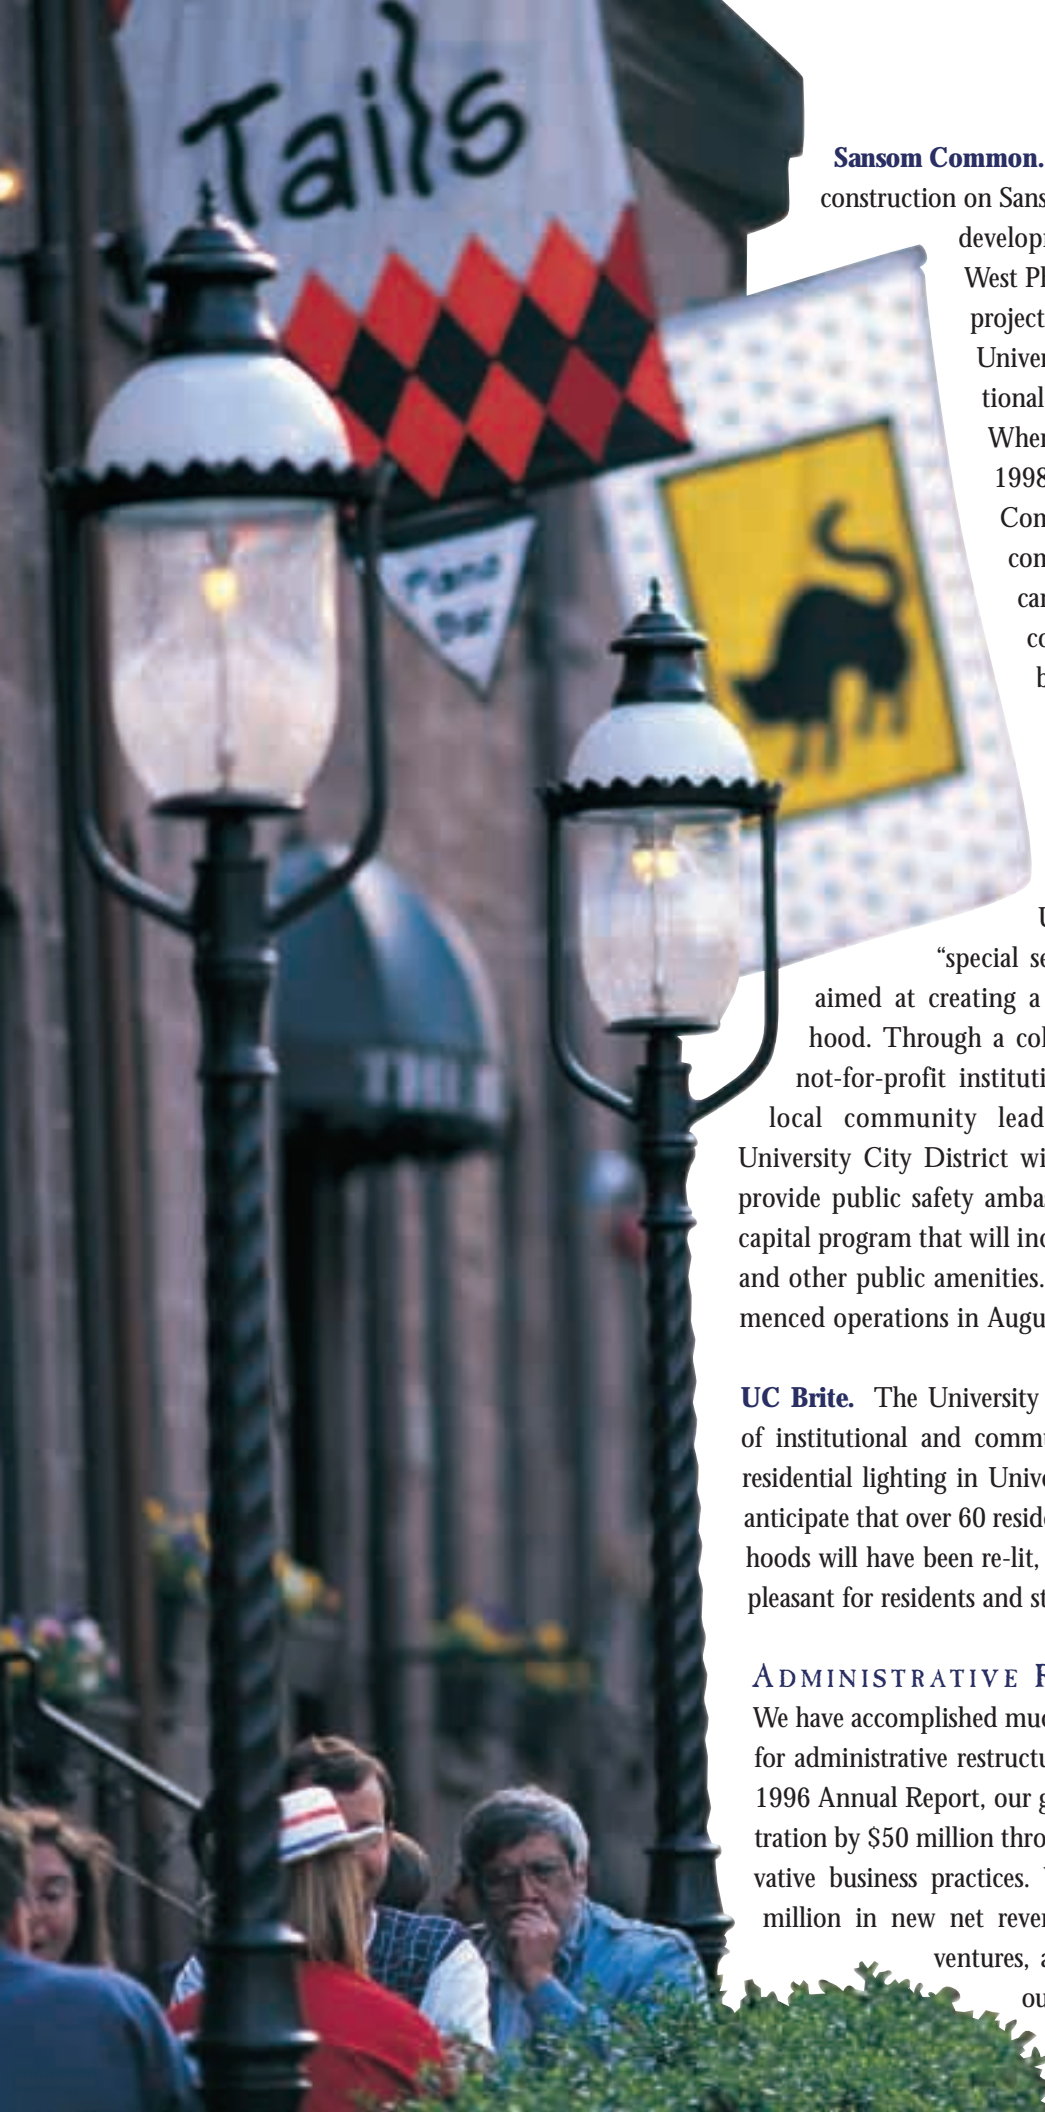 Tails
Piano
Bar
Sansom Common.
construction on Sans
develop
West Ph
project
Univer
tional
When
1998
Com
com
can
co
b
U
“special se
aimed at creating a
hood. Through a col
not-for-profit instituti
local community lead
University City District wi
provide public safety amba
capital program that will inc
and other public amenities.
menced operations in Augu
UC Brite. The University
of institutional and commu
residential lighting in Unive
anticipate that over 60 reside
hoods will have been re-lit,
pleasant for residents and st
ADMINISTRATIVE R
We have accomplished muc
for administrative restructu
1996 Annual Report, our g
tration by $50 million thro
vative business practices.
million in new net rever
ventures, a
ou